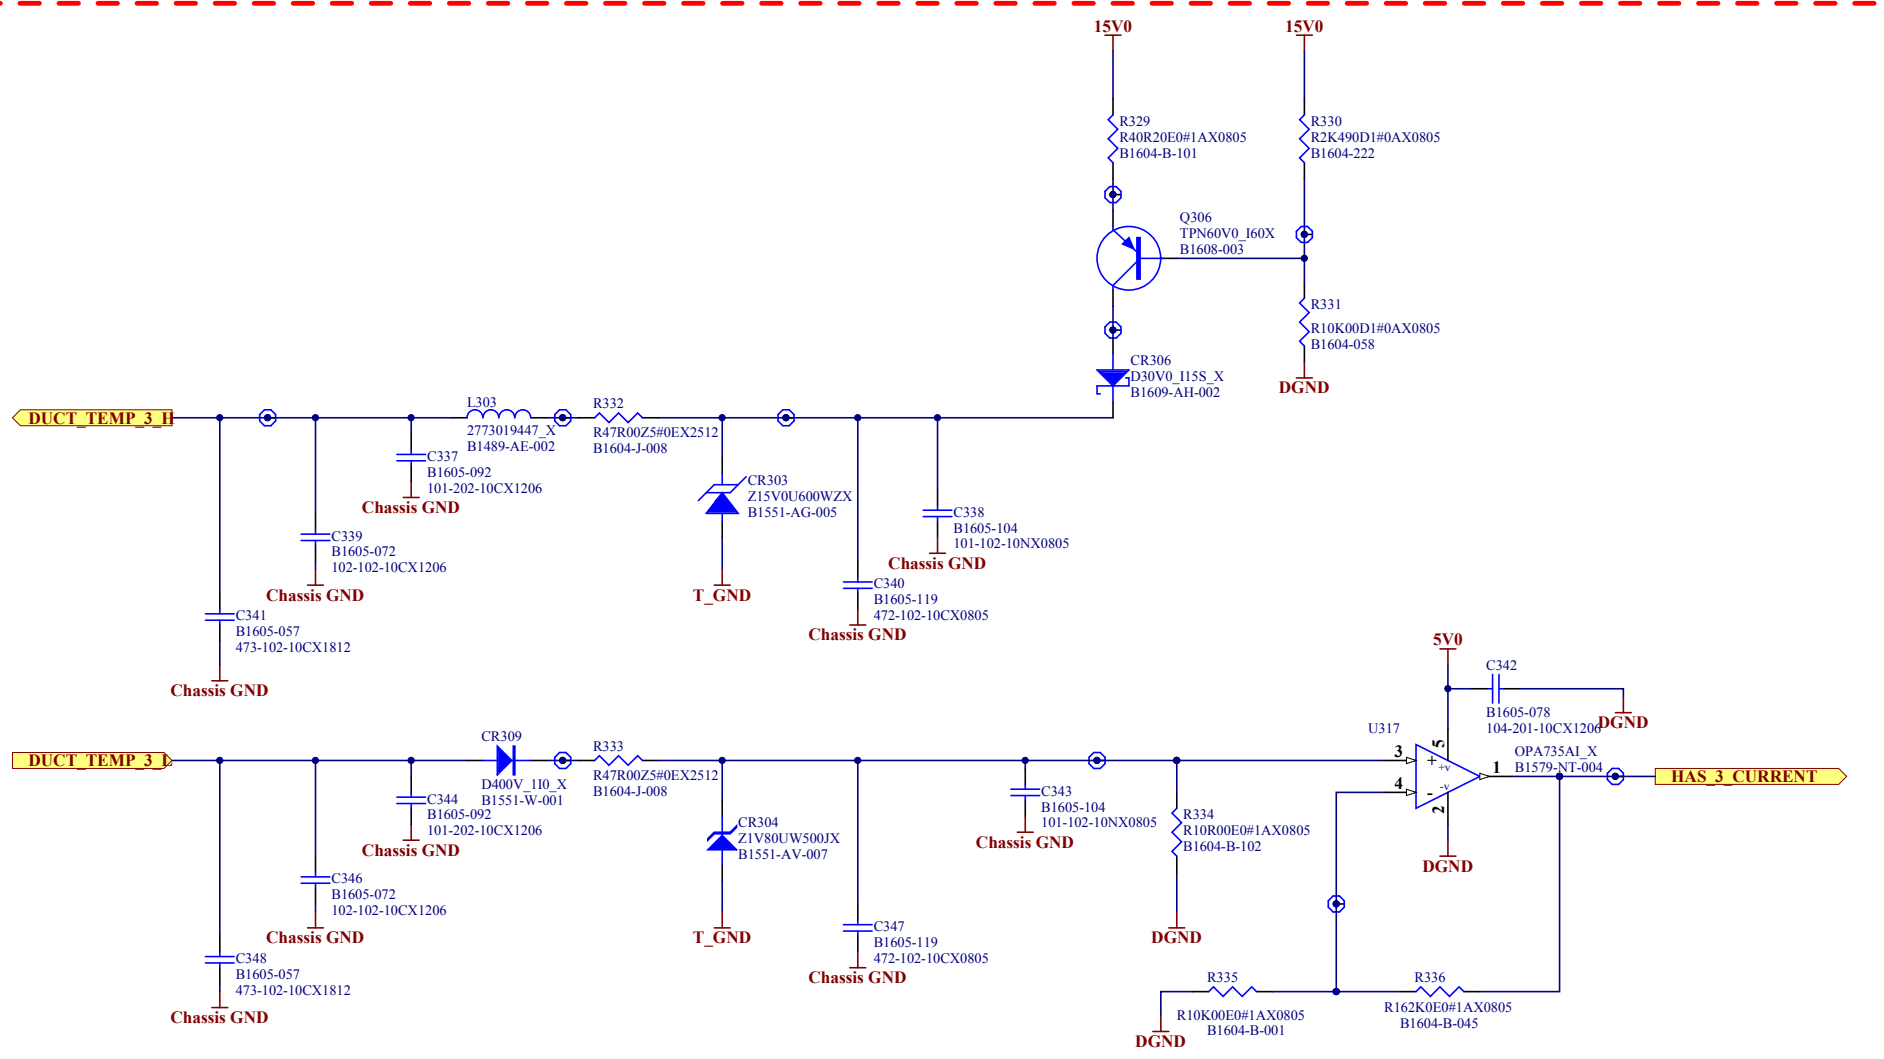 15V0
15V0
R329
R40R20E0#1AX0805
B1604-B-101
R330
R2K490D1#0AX0805
B1604-222
Q306
TPN60V0_I60X
B1608-003
R331
R10K00D1#0AX0805
B1604-058
DGND
CR306
D30V0_I15S_X
B1609-AH-002
DUCT_TEMP_3_H
L303
2773019447_X
B1489-AE-002
R332
R47R00Z5#0EX2512
B1604-J-008
C337
B1605-092
101-202-10CX1206
Chassis GND
CR303
Z15V0U600WZX
B1551-AG-005
T_GND
C338
B1605-104
101-102-10NX0805
Chassis GND
C339
B1605-072
102-102-10CX1206
Chassis GND
C340
B1605-119
472-102-10CX0805
Chassis GND
C341
B1605-057
473-102-10CX1812
Chassis GND
5V0
C342
B1605-078
104-201-10CX1206
DGND
U317
OPA735AI_X
B1579-NT-004
3
4
5
1
2
+
+v
-
-v
DGND
HAS_3_CURRENT
DUCT_TEMP_3_L
CR309
D400V_1I0_X
B1551-W-001
R333
R47R00Z5#0EX2512
B1604-J-008
C344
B1605-092
101-202-10CX1206
Chassis GND
CR304
Z1V80UW500JX
B1551-AV-007
T_GND
C343
B1605-104
101-102-10NX0805
Chassis GND
R334
R10R00E0#1AX0805
B1604-B-102
DGND
C346
B1605-072
102-102-10CX1206
Chassis GND
C347
B1605-119
472-102-10CX0805
Chassis GND
C348
B1605-057
473-102-10CX1812
Chassis GND
R335
R10K00E0#1AX0805
B1604-B-001
DGND
R336
R162K0E0#1AX0805
B1604-B-045